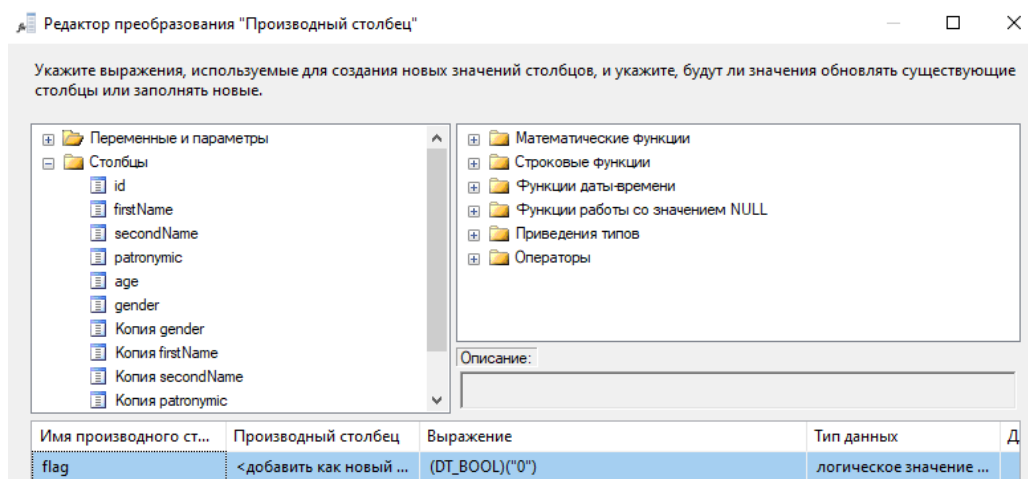 Редактор преобразования "Производный столбец"
Укажите выражения, используемые для создания новых значений столбцов, и укажите, будут ли значения обновлять существующие
столбцы или заполнять новые.
Переменные и параметры
Столбцы
id
firstName
secondName
patronymic
age
gender
Копия gender
Копия firstName
Копия secondName
Копия patronymic
Математические функции
Строковые функции
Функции даты-времени
Функции работы со значением NULL
Приведения типов
Операторы
Описание:
Имя производного ст... Производный столбец Выражение Тип данных Д
flag <добавить как новый ... (DT_BOOL)("0") логическое значение ...